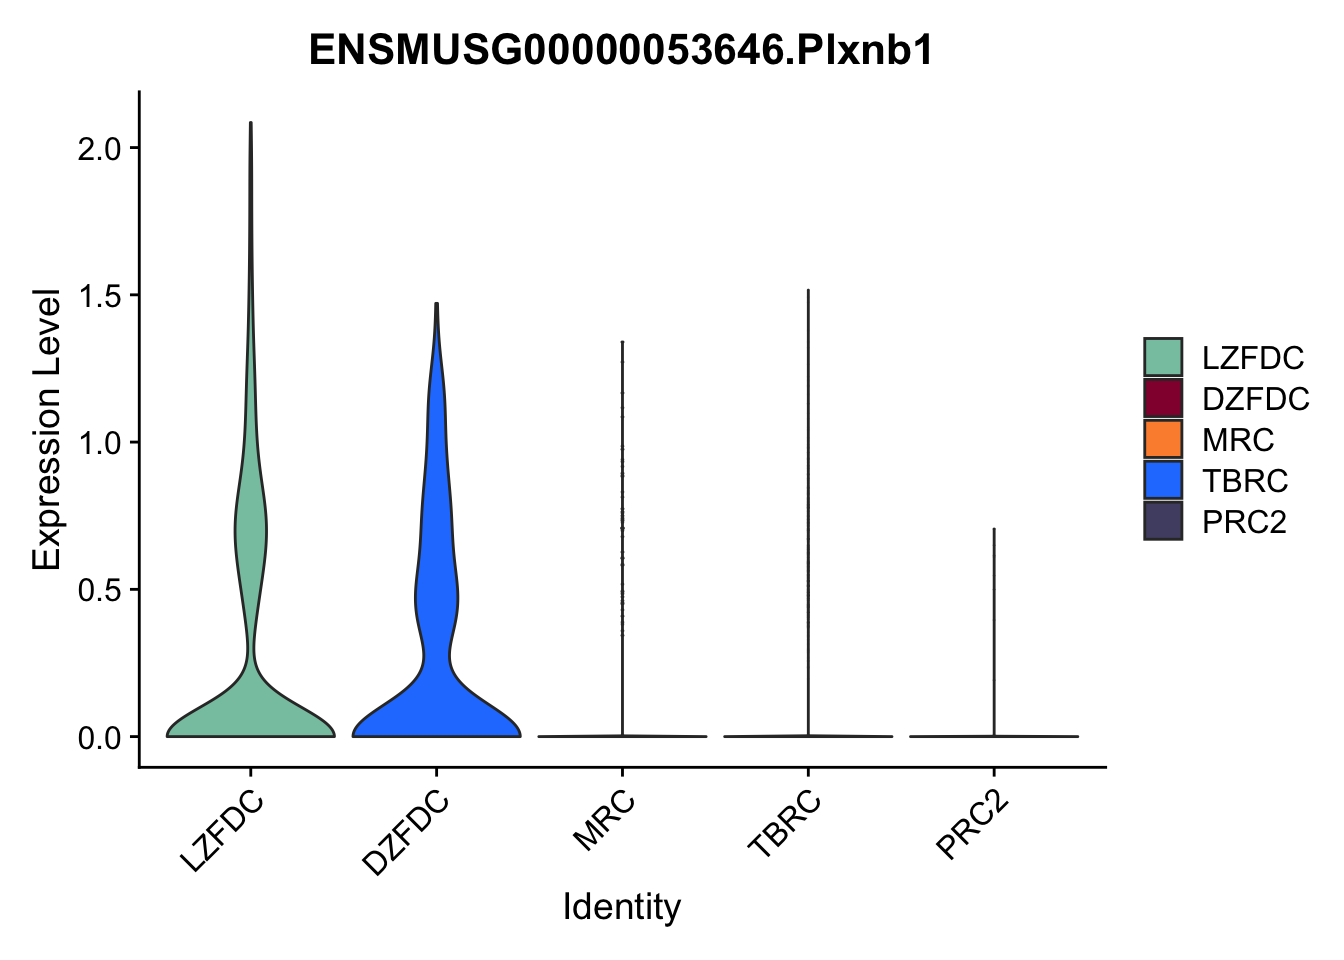 ENSMUSG00000053646.Plxnb1
Expression Level
2.0
1.5
1.0
0.5
0.0
LZFDC
DZFDC
MRC
TBRC
PRC2
Identity
LZFDC
DZFDC
MRC
TBRC
PRC2